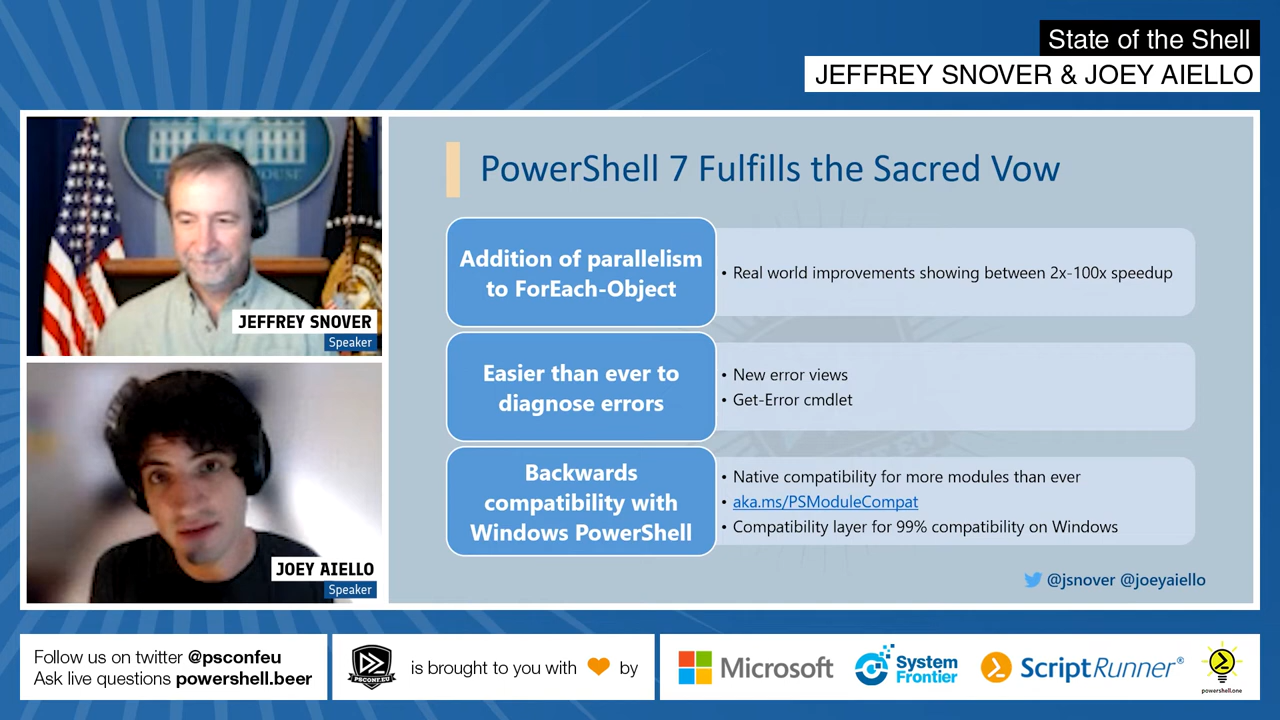 State of the Shell
JEFFREY SNOVER & JOEY AIELLO
JEFFREY SNOVER
Speaker
JOEY AIELLO
Speaker
PowerShell 7 Fulfills the Sacred Vow
Addition of parallelism
to ForEach-Object
• Real world improvements showing between 2x-100x speedup
Easier than ever to
diagnose errors
• New error views
• Get-Error cmdlet
Backwards
compatibility with
Windows PowerShell
• Native compatibility for more modules than ever
• aka.ms/PSModuleCompat
• Compatibility layer for 99% compatibility on Windows
@jsnover @joeyaiello
Follow us on twitter @psconfeu
Ask live questions powershell.beer
PSCONF.EU
is brought to you with
by
Microsoft
System
Frontier
ScriptRunner®
powershell.one